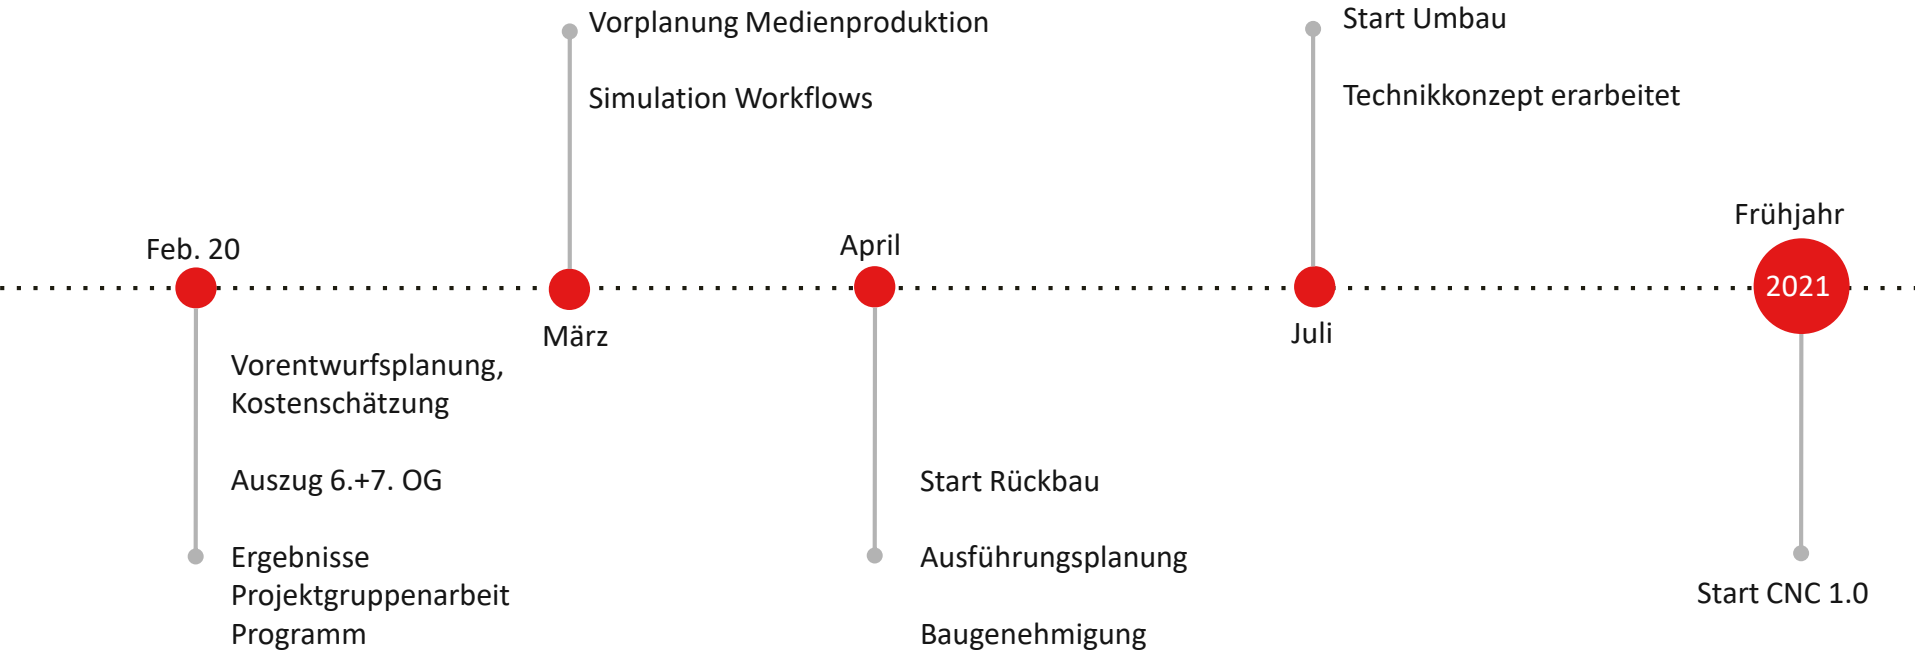 Feb. 20
Vorentwurfsplanung,
Kostenschätzung
Auszug 6.+7. OG
Ergebnisse
Projektgruppenarbeit
Programm
Vorplanung Medienproduktion
Simulation Workflows
März
April
Start Rückbau
Ausführungsplanung
Baugenehmigung
Start Umbau
Technikkonzept erarbeitet
Juli
Frühjahr
2021
Start CNC 1.0